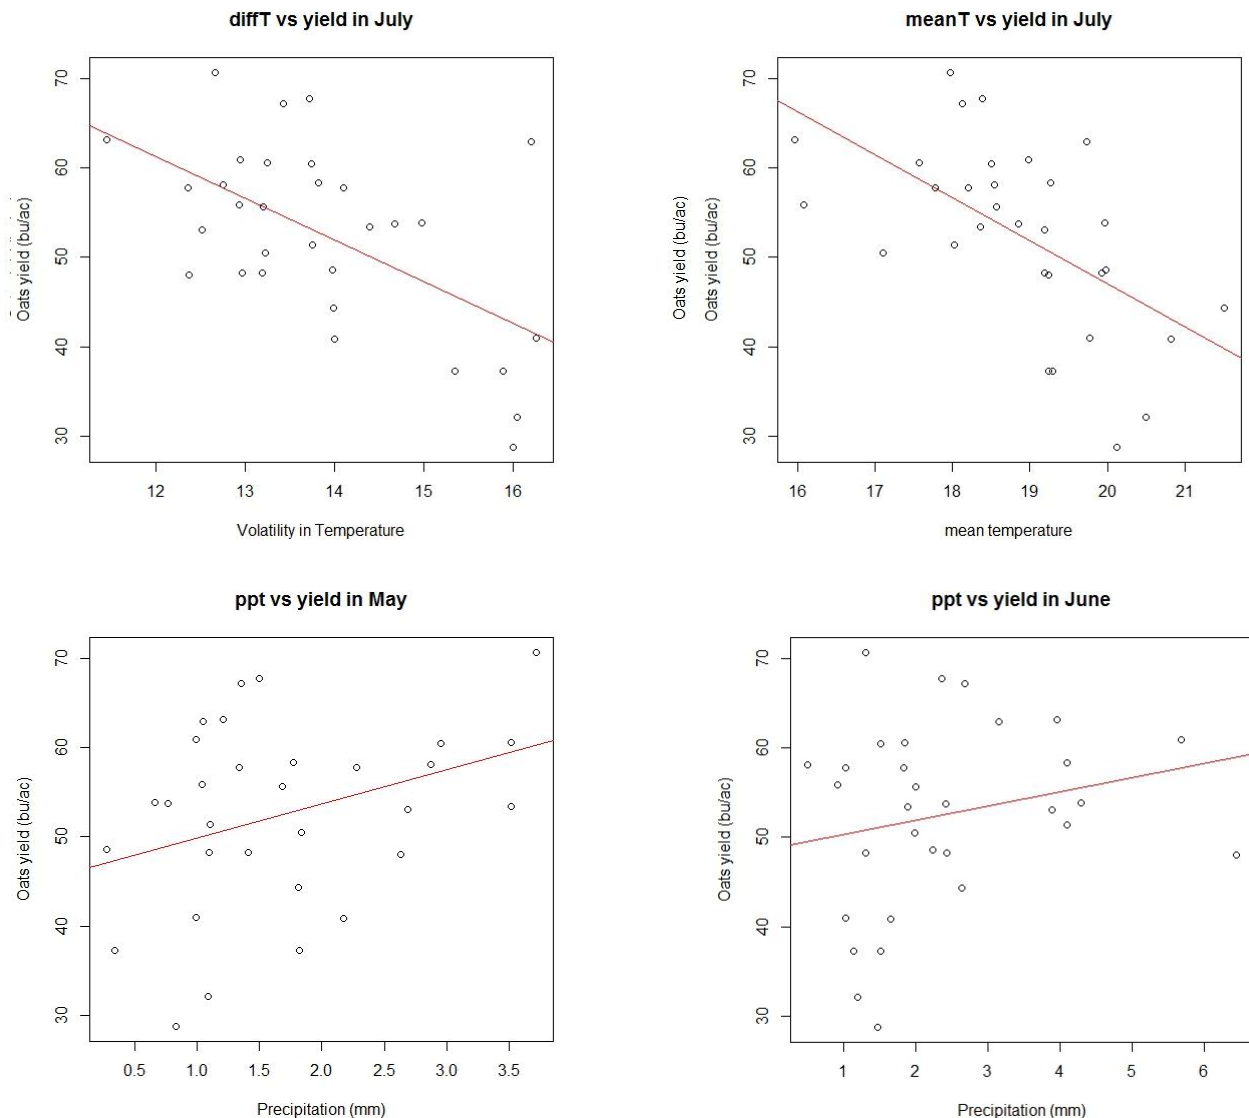 diffT vs yield in July
Oats yield (bu/ac)
70
60
50
40
30
12 13 14 15 16
Volatility in Temperature
meanT vs yield in July
Oats yield (bu/ac)
Oats yield (bu/ac)
70
60
50
40
30
16 17 18 19 20 21
mean temperature
ppt vs yield in May
Oats yield (bu/ac)
70
60
50
40
30
0.5 1.0 1.5 2.0 2.5 3.0 3.5
Precipitation (mm)
ppt vs yield in June
Oats yield (bu/ac)
70
60
50
40
30
1 2 3 4 5 6
Precipitation (mm)